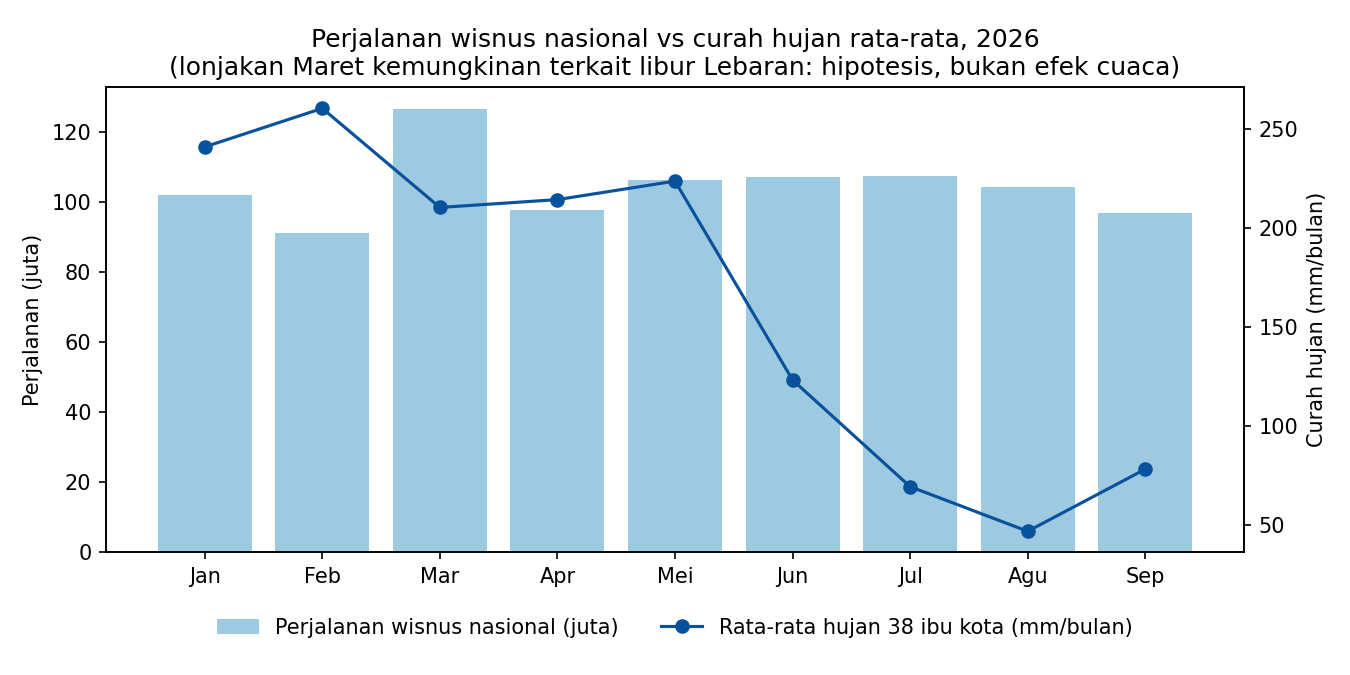 Perjalanan wisnus nasional vs curah hujan rata-rata, 2026
(lonjakan Maret kemungkinan terkait libur Lebaran: hipotesis, bukan efek cuaca)
Perjalanan (juta)
120
100
80
60
40
20
0
250
200
150
100
50
Curah hujan (mm/bulan)
Jan Feb Mar Apr Mei Jun Jul Agu Sep
Perjalanan wisnus nasional (juta) Rata-rata hujan 38 ibu kota (mm/bulan)